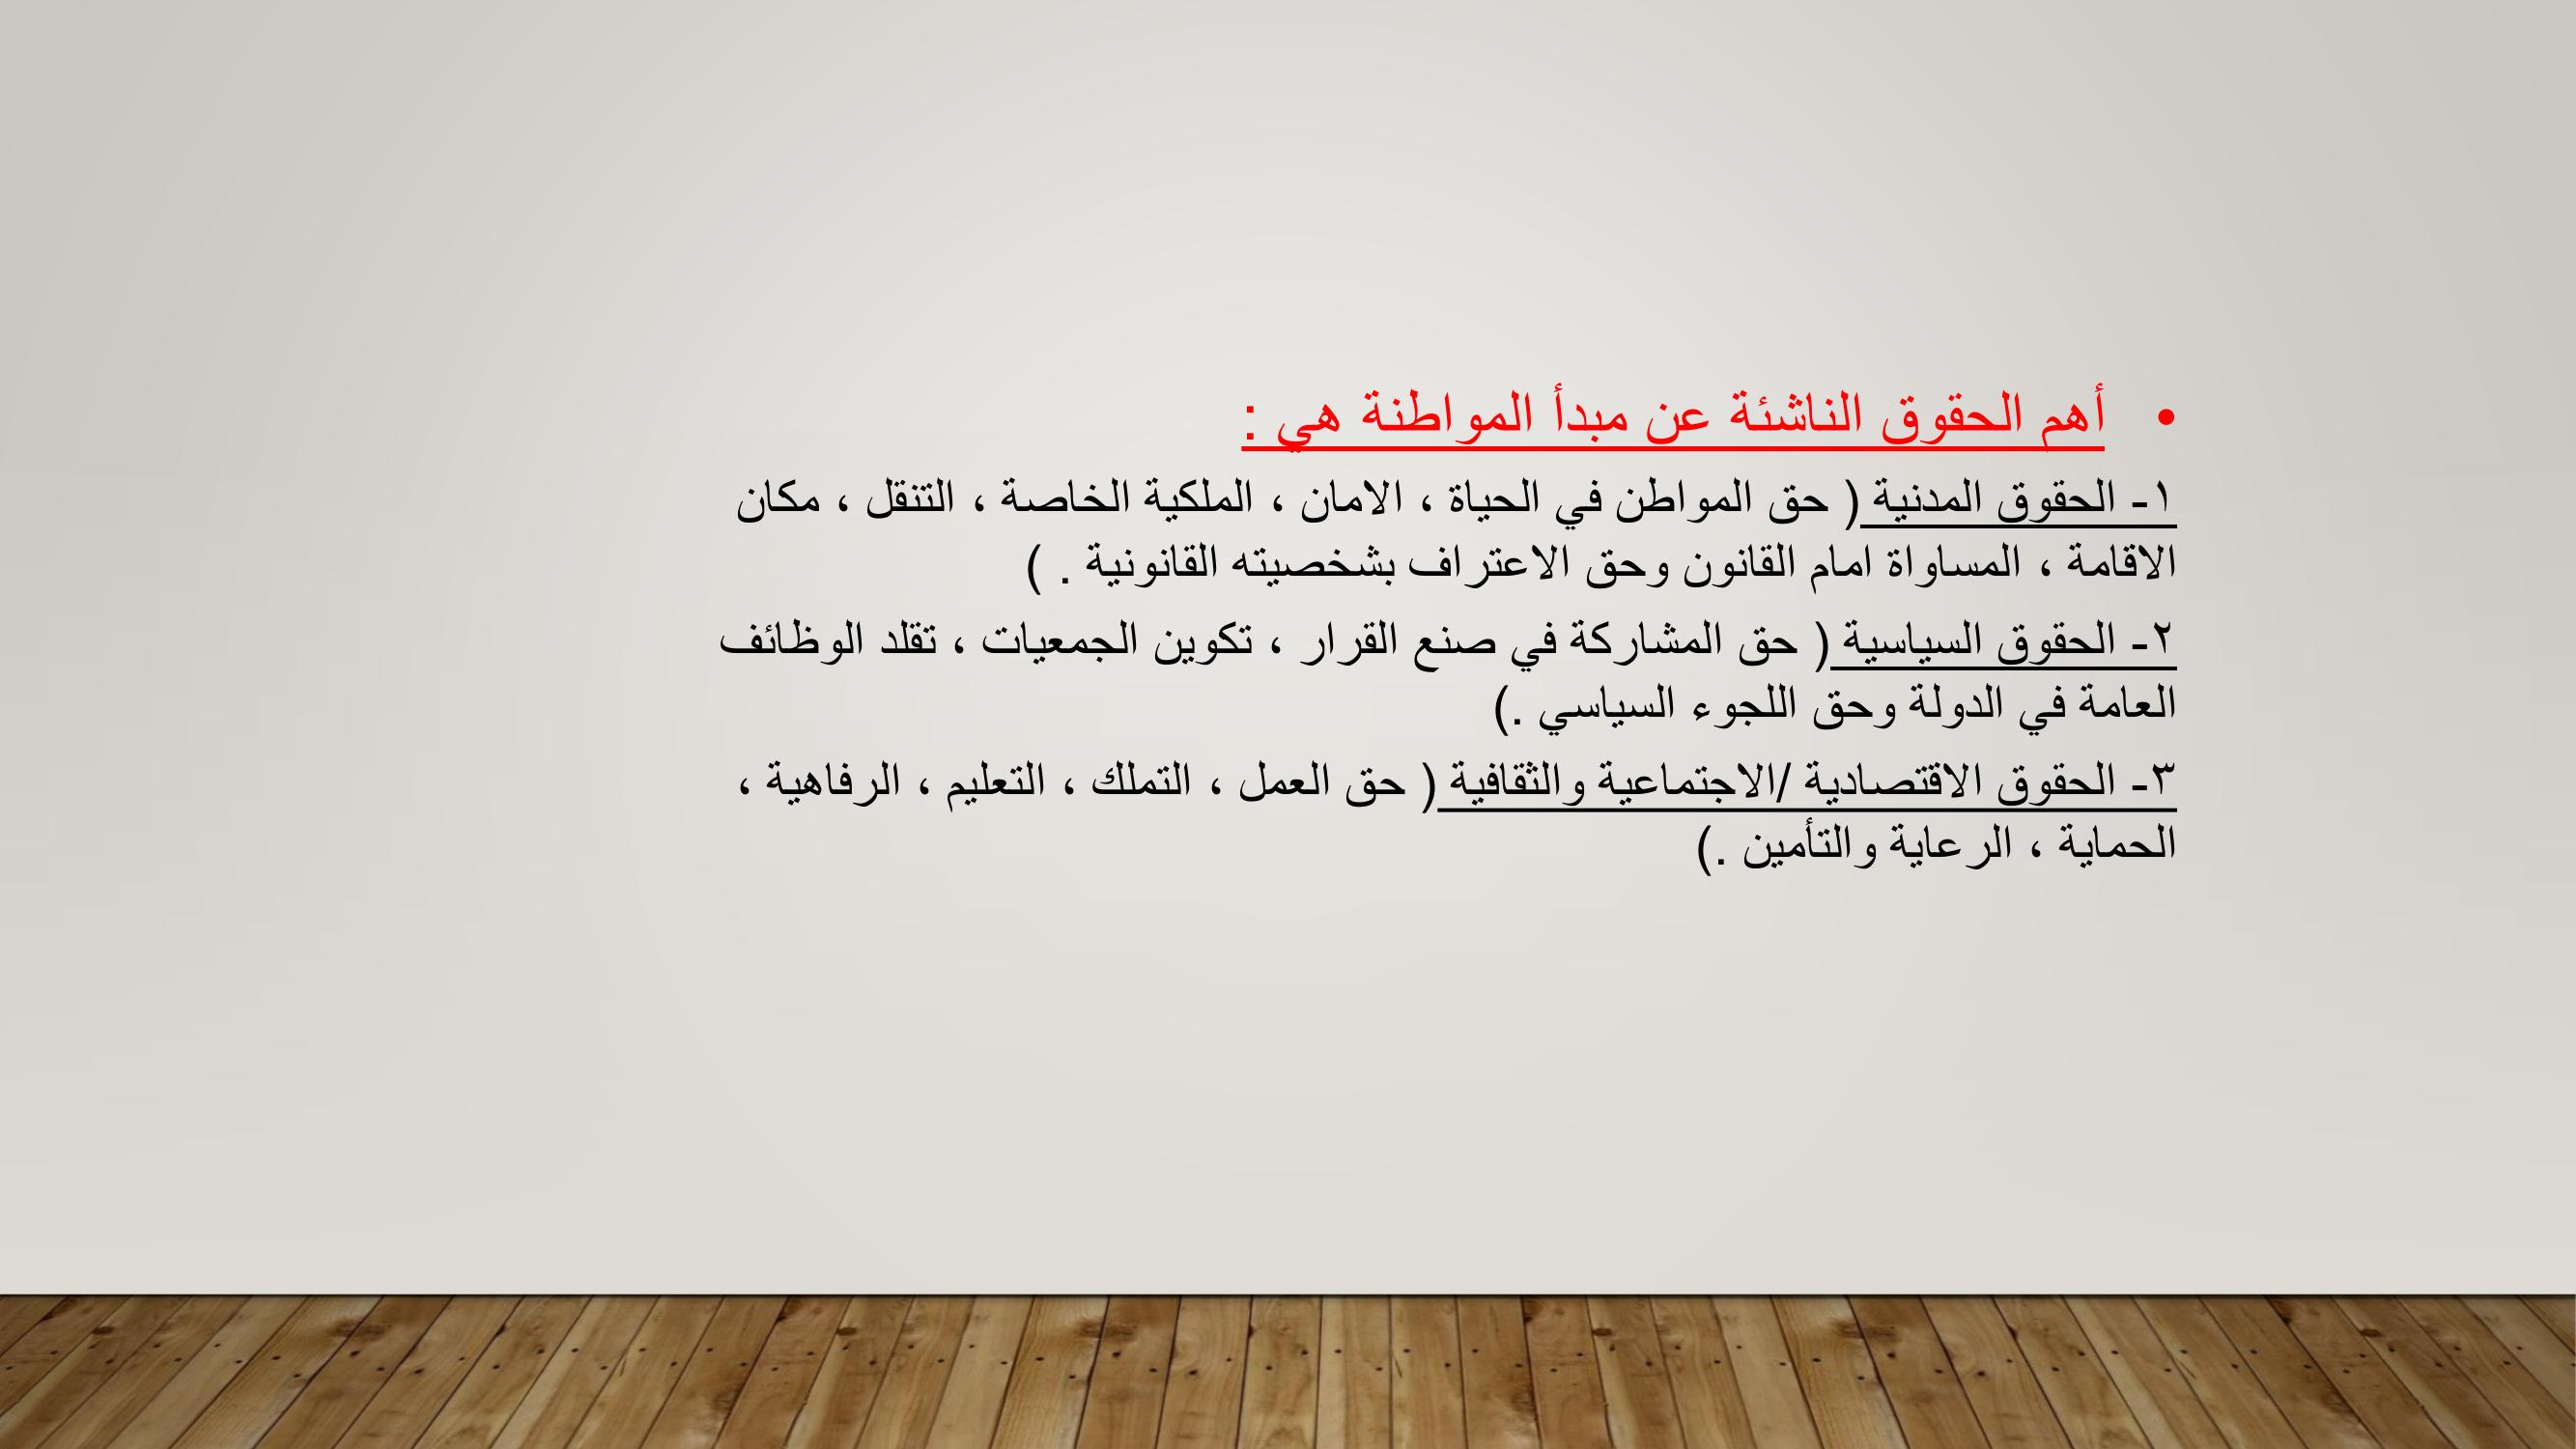 • أهم الحقوق الناشئة عن مبدأ المواطنة هي :
١- الحقوق المدنية ( حق المواطن في الحياة ، الامان ، الملكية الخاصة ، التنقل ، مكان
الاقامة ، المساواة امام القانون وحق الاعتراف بشخصيته القانونية . )
٢- الحقوق السياسية ( حق المشاركة في صنع القرار ، تكوين الجمعيات ، تقلد الوظائف
العامة في الدولة وحق اللجوء السياسي .)
٣- الحقوق الاقتصادية /الاجتماعية والثقافية ( حق العمل ، التملك ، التعليم ، الرفاهية ،
الحماية ، الرعاية والتأمين .)